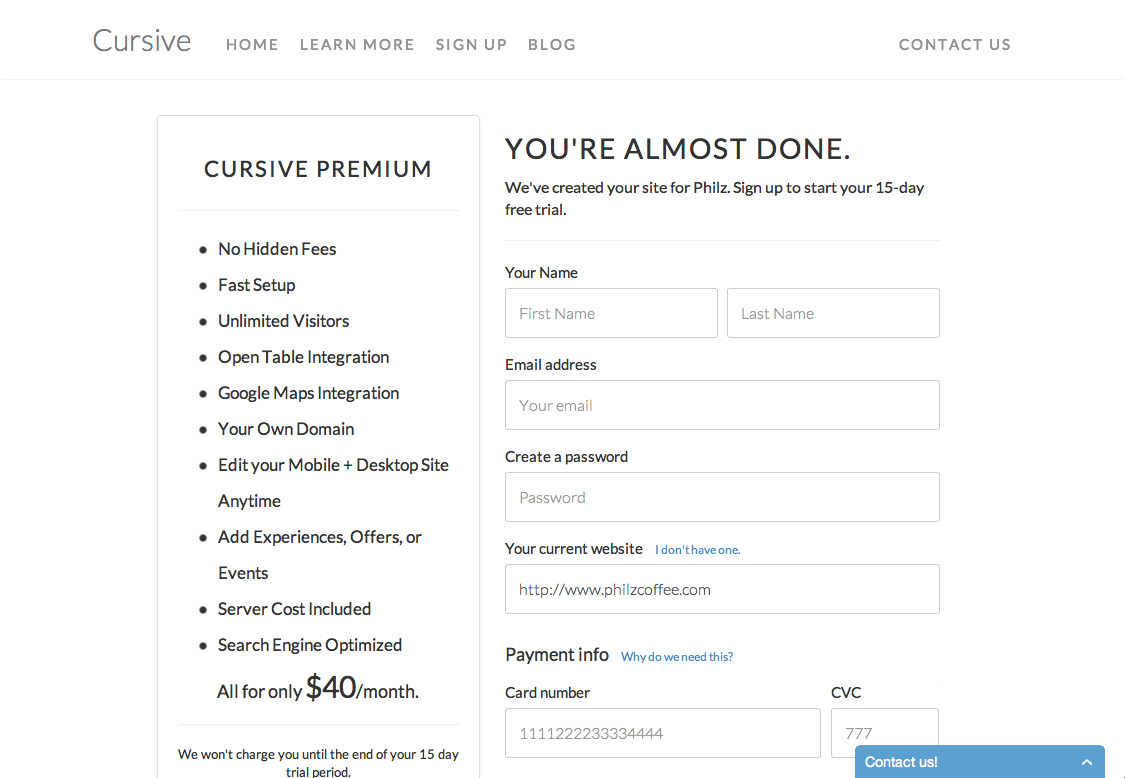 Cursive HOME LEARN MORE SIGN UP BLOG CONTACT US
CURSIVE PREMIUM
No Hidden Fees
Fast Setup
Unlimited Visitors
Open Table Integration
Google Maps Integration
Your Own Domain
Edit your Mobile + Desktop Site
Anytime
Add Experiences, Offers, or
Events
Server Cost Included
Search Engine Optimized
All for only $40/month.
We won't charge you until the end of your 15 day
trial period.
YOU'RE ALMOST DONE.
We've created your site for Philz. Sign up to start your 15-day
free trial.
Your Name
First Name Last Name
Email address
Your email
Create a password
Password
Your current website I don't have one.
http://www.philzcoffee.com
Payment info Why do we need this?
Card number CVC
1111222233334444 777
Contact us!